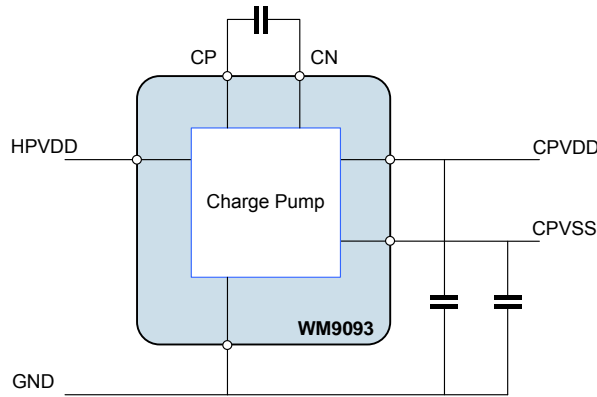 CP CN
HPVDD
CPVDD
Charge Pump
CPVSS
WM9093
GND